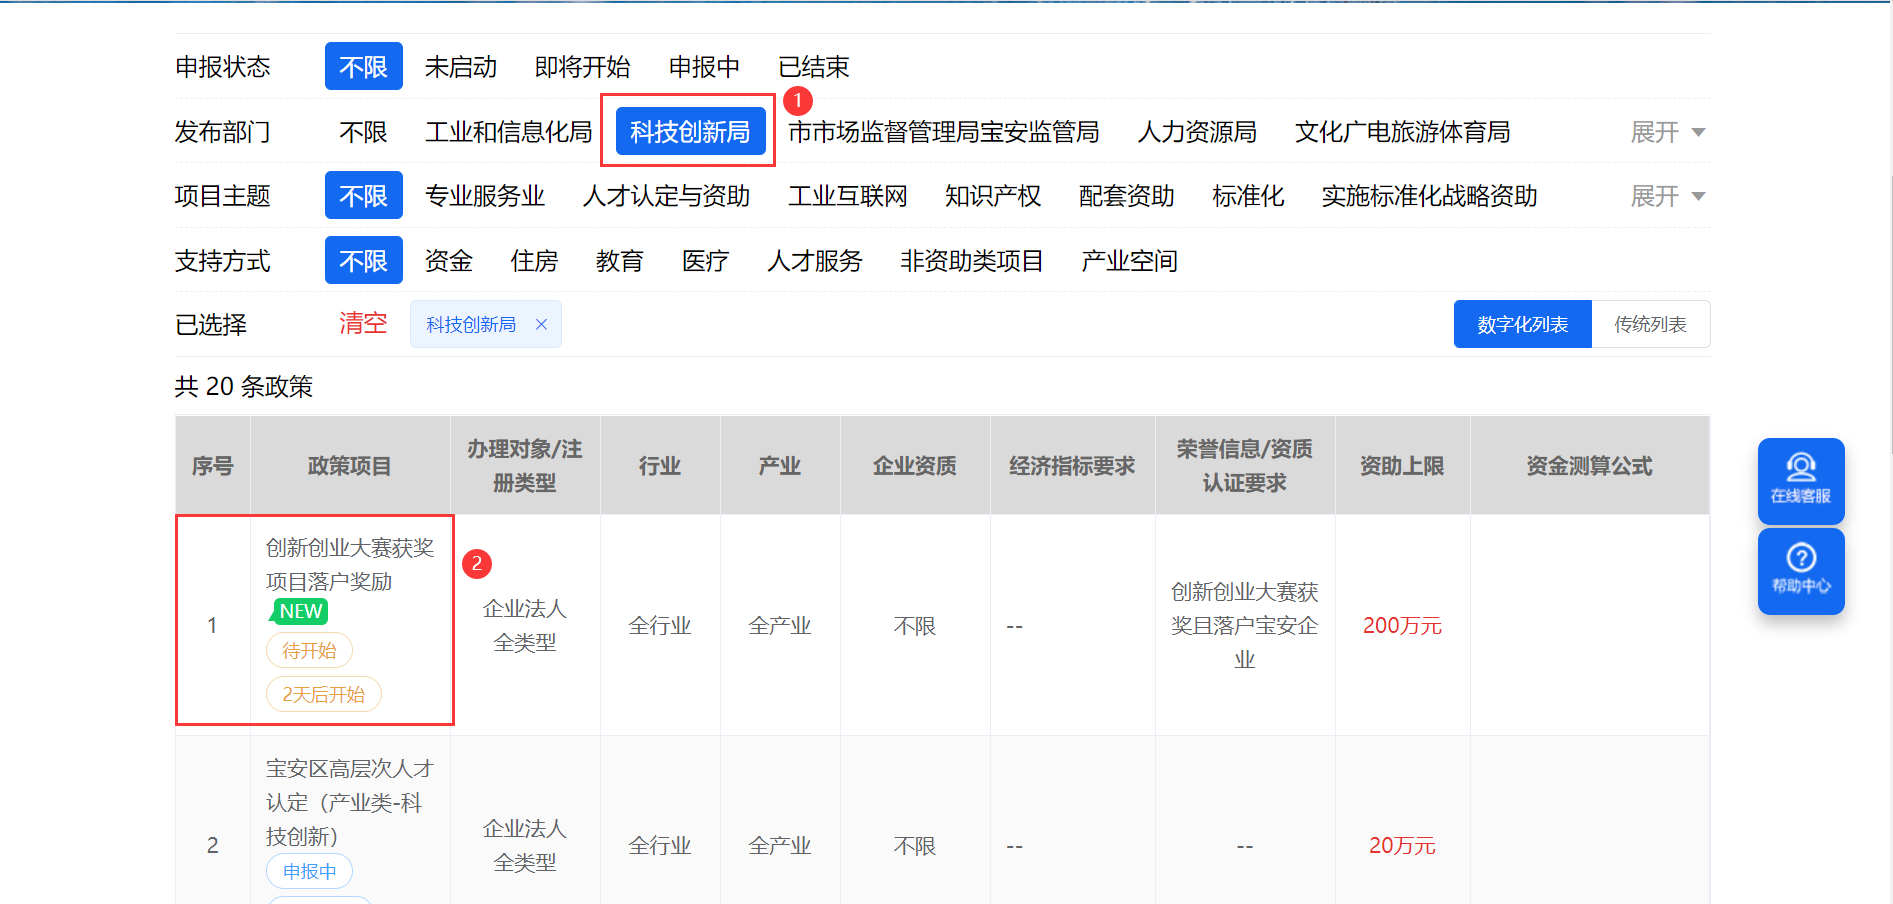 申报状态 不限 未启动 即将开始 申报中 已结束
1
发布部门 不限 工业和信息化局 科技创新局 市市场监督管理局宝安监管局 人力资源局 文化广电旅游体育局 展开
项目主题 不限 专业服务业 人才认定与资助 工业互联网 知识产权 配套资助 标准化 实施标准化战略资助 展开
支持方式 不限 资金 住房 教育 医疗 人才服务 非资助类项目 产业空间
已选择 清空 科技创新局 × 数字化列表 传统列表
共 20 条政策
序号 政策项目 办理对象/注
册类型 行业 产业 企业资质 经济指标要求 荣誉信息/资质
认证要求 资助上限 资金测算公式
1
创新创业大赛获奖
项目落户奖励
NEW
待开始
2天后开始
2
企业法人
全类型
全行业
全产业
不限
--
创新创业大赛获
奖且落户宝安企
业
200万元
2
宝安区高层次人才
认定（产业类-科
技创新）
申报中
企业法人
全类型
全行业
全产业
不限
--
--
20万元
在线客服
帮助中心